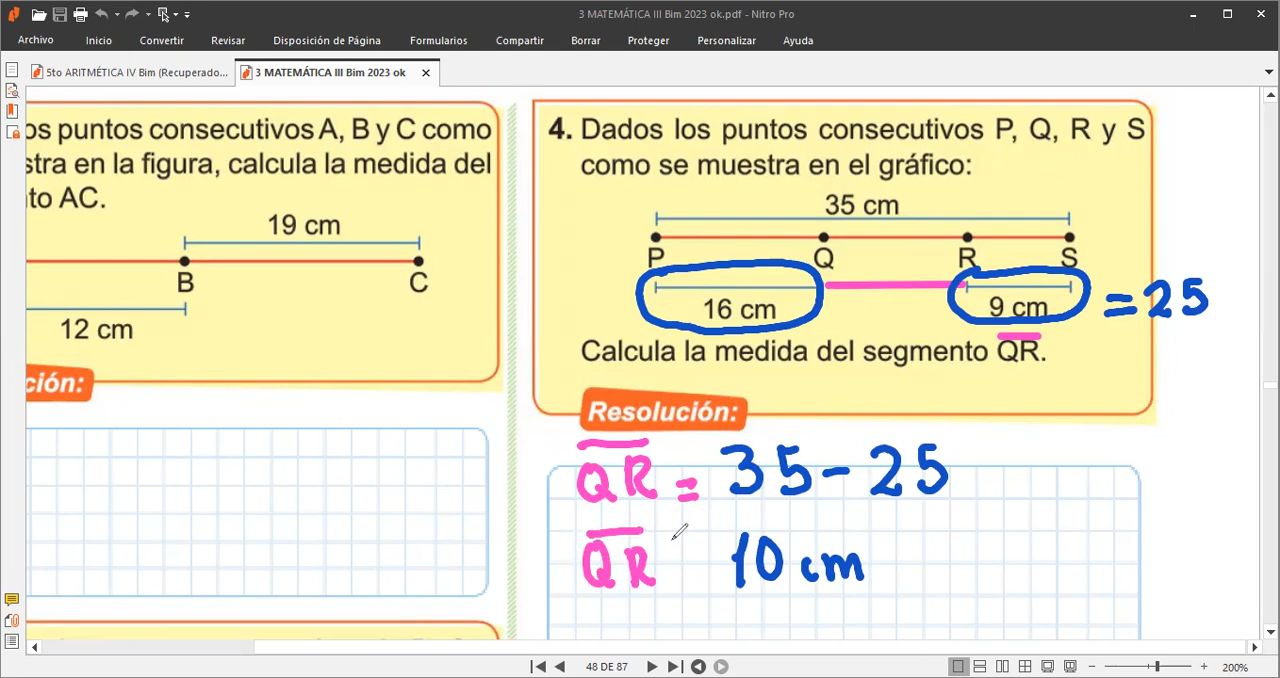 3 MATEMÁTICA III Bim 2023 ok.pdf - Nitro Pro
Archivo Inicio Convertir Revisar Disposición de Página Formularios Compartir Borrar Proteger Personalizar Ayuda
5to ARITMÉTICA IV Bim (Recuperado... 3 MATEMÁTICA III Bim 2023 ok
os puntos consecutivos A, B y C como
stra en la figura, calcula la medida del
to AC.
19 cm
B C
12 cm
ción:
4. Dados los puntos consecutivos P, Q, R y S
como se muestra en el gráfico:
35 cm
P Q R S
16 cm 9 cm = 25
Calcula la medida del segmento QR.
Resolución:
QR = 35 - 25
QR 10 cm
48 DE 87
200%